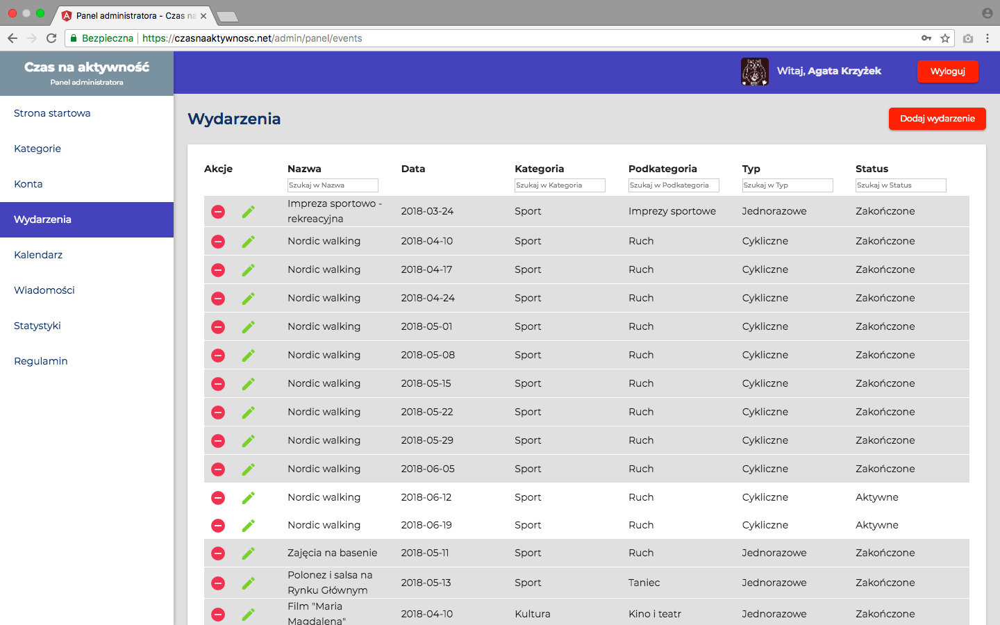 Panel administratora - Czas na
Bezpieczna https://czasnaaktywnosc.net/admin/panel/events
Czas na aktywność
Panel administratora
Witaj, Agata Krzyżek
Wyloguj
Strona startowa
Kategorie
Konta
Wydarzenia
Kalendarz
Wiadomości
Statystyki
Regulamin
Wydarzenia
Dodaj wydarzenie
Akcje Nazwa Data Kategoria Podkategoria Typ Status
Szukaj w Nazwa Szukaj w Kategoria Szukaj w Podkategoria Szukaj w Typ Szukaj w Status
Impreza sportowo -
rekreacyjna 2018-03-24 Sport Imprezy sportowe Jednorazowe Zakończone
Nordic walking 2018-04-10 Sport Ruch Cykliczne Zakończone
Nordic walking 2018-04-17 Sport Ruch Cykliczne Zakończone
Nordic walking 2018-04-24 Sport Ruch Cykliczne Zakończone
Nordic walking 2018-05-01 Sport Ruch Cykliczne Zakończone
Nordic walking 2018-05-08 Sport Ruch Cykliczne Zakończone
Nordic walking 2018-05-15 Sport Ruch Cykliczne Zakończone
Nordic walking 2018-05-22 Sport Ruch Cykliczne Zakończone
Nordic walking 2018-05-29 Sport Ruch Cykliczne Zakończone
Nordic walking 2018-06-05 Sport Ruch Cykliczne Zakończone
Nordic walking 2018-06-12 Sport Ruch Cykliczne Aktywne
Nordic walking 2018-06-19 Sport Ruch Cykliczne Aktywne
Zajęcia na basenie 2018-05-11 Sport Ruch Jednorazowe Zakończone
Polonez i salsa na
Rynku Głównym 2018-05-13 Sport Taniec Jednorazowe Zakończone
Film "Maria
Magdalena" 2018-04-10 Kultura Kino i teatr Jednorazowe Zakończone